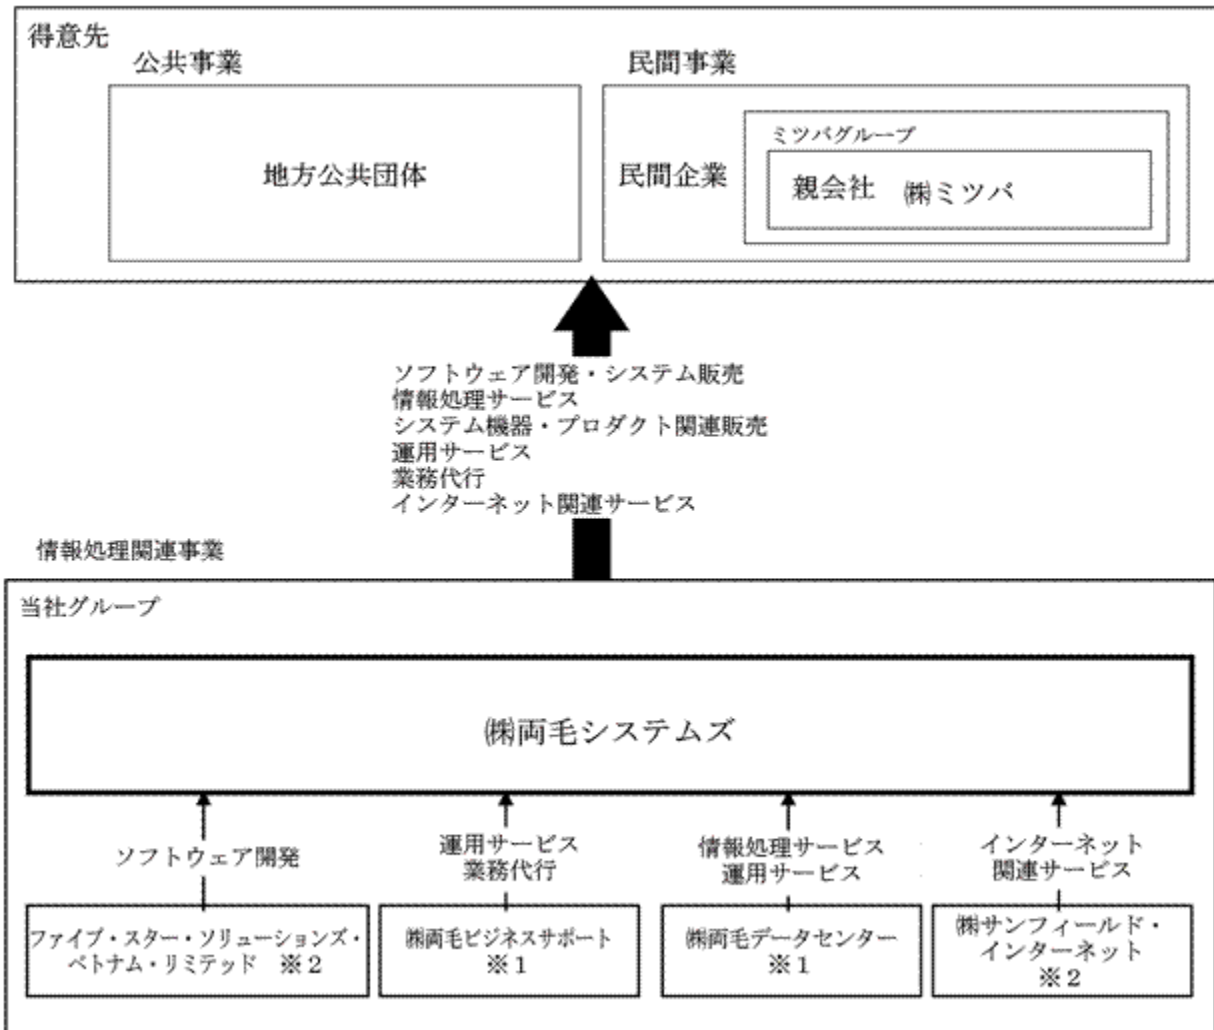 得意先
公共事業
民間事業
地方公共団体
民間企業
ミツバグループ
親会社 ㈱ミツバ
ソフトウェア開発・システム販売
情報処理サービス
システム機器・プロダクト関連販売
運用サービス
業務代行
インターネット関連サービス
情報処理関連事業
当社グループ
㈱両毛システムズ
ソフトウェア開発
運用サービス
業務代行
情報処理サービス
運用サービス
インターネット
関連サービス
ファイブ・スター・ソリューションズ・
ベトナム・リミテッド ※2
㈱両毛ビジネスサポート
※1
㈱両毛データセンター
※1
㈱サンフィールド・
インターネット
※2